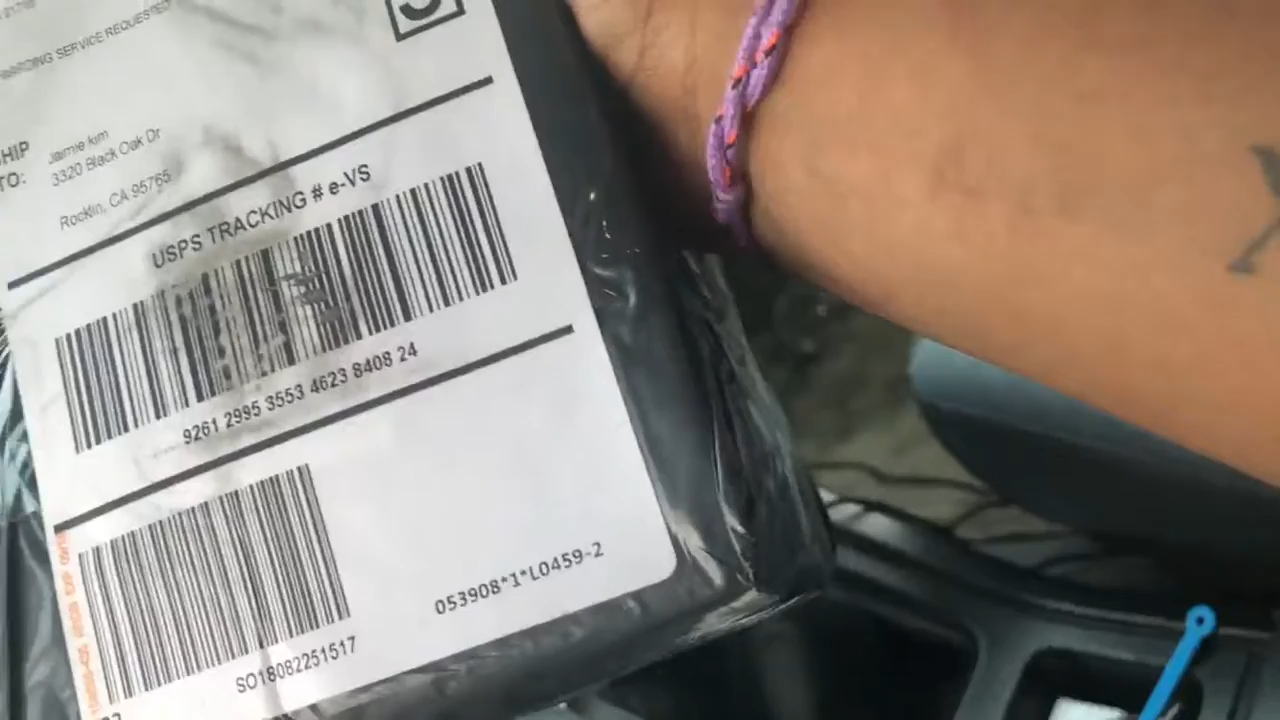 SERVICE REQUESTED
SHIP
TO:
Jamie kim
3320 Black Oak Dr
Rocklin, CA 95765
USPS TRACKING # e-VS
9261 2995 3553 4623 8408 24
053908*1*L0459-2
SO18082251517